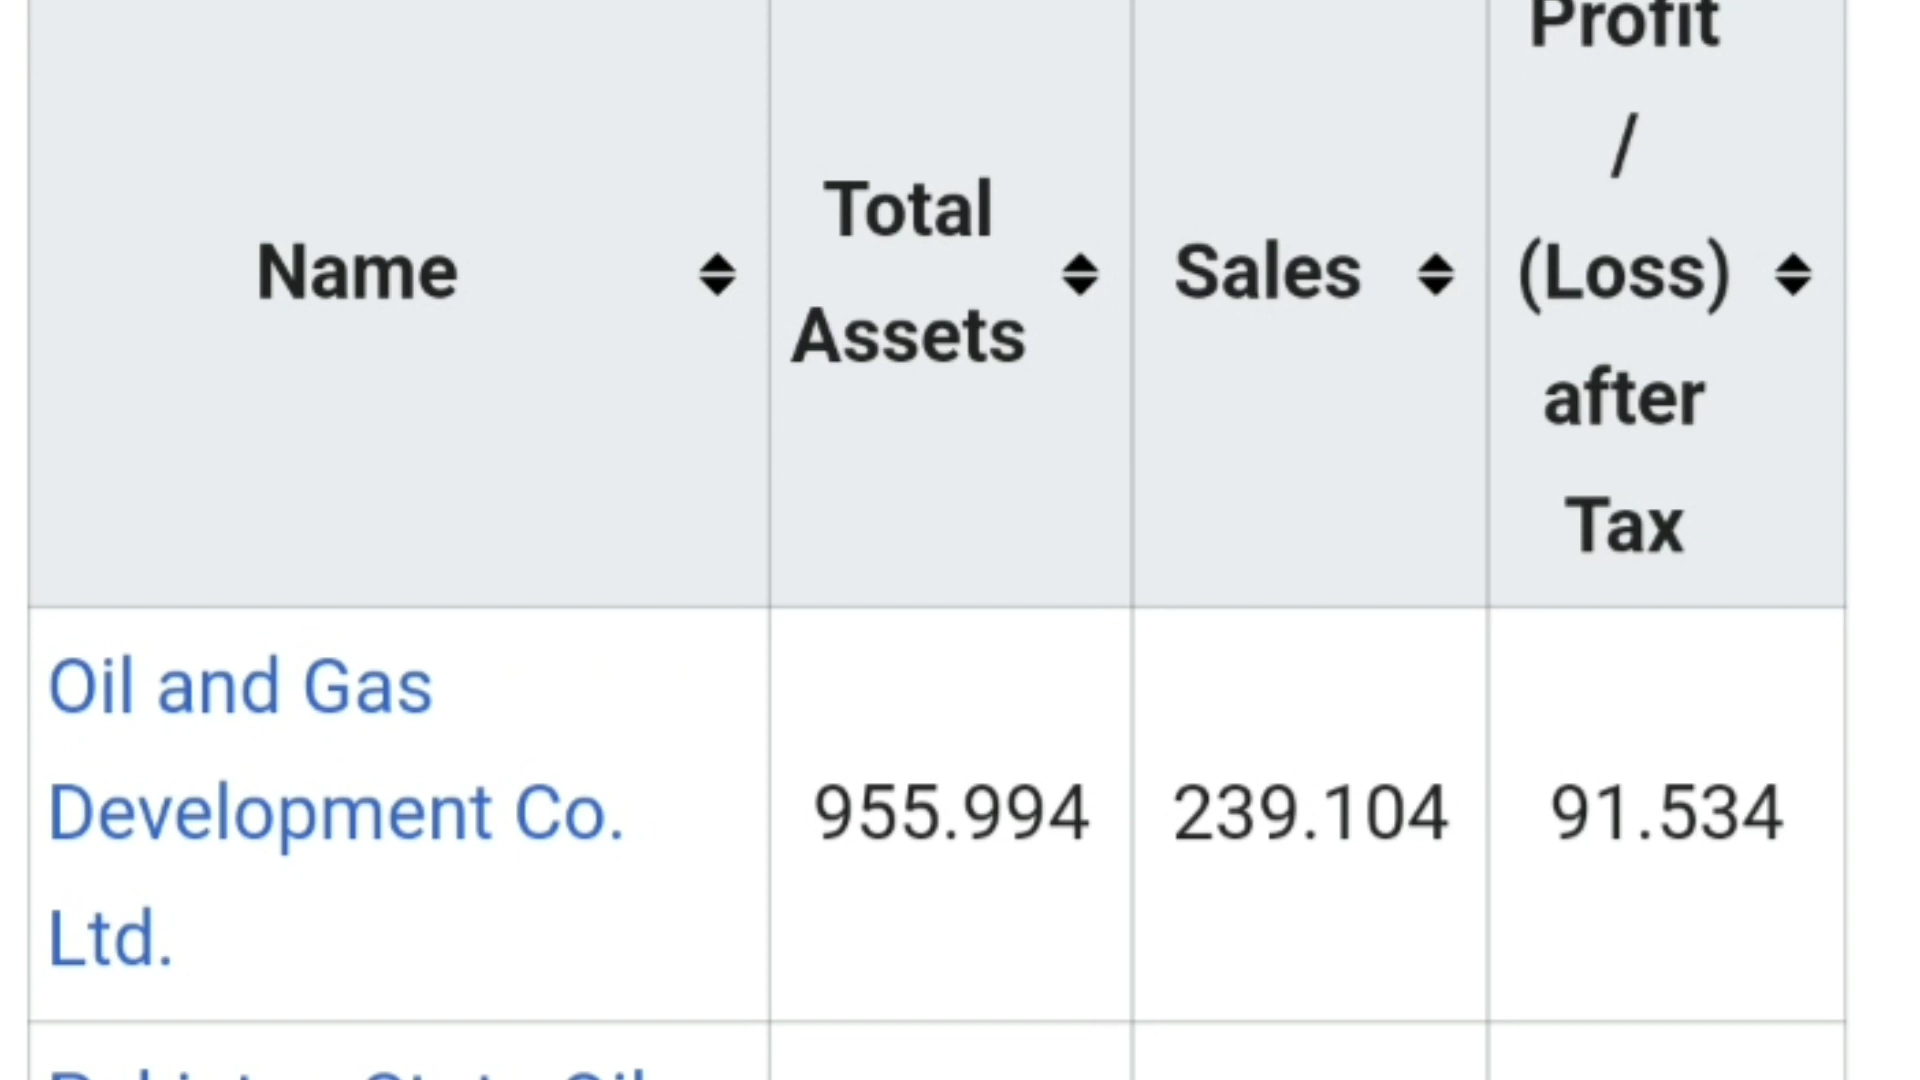 Profit
/
(Loss)
after
Tax
Total
Assets
Name
Sales
Oil and Gas
Development Co.
Ltd.
955.994
239.104
91.534